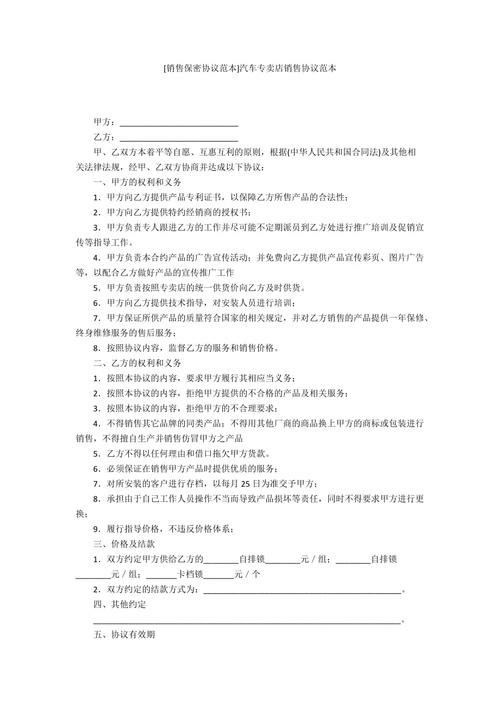 [销售保密协议范本]汽车专卖店销售协议范本
甲方：____________________________
乙方：____________________________
甲、乙双方本着平等自愿、互惠互利的原则，根据(中华人民共和国合同法)及其他相
关法律法规，经甲、乙双方协商并达成以下协议：
一、甲方的权利和义务
1．甲方向乙方提供产品专利证书，以保障乙方所售产品的合法性；
2．甲方向乙方提供特约经销商的授权书；
3．甲方负责专人跟进乙方的工作并尽可能不定期派员到乙方处进行推广培训及促销宣
传等指导工作。
4．甲方负责本合约产品的广告宣传活动；并免费向乙方提供产品宣传彩页、图片广告
等，以配合乙方做好产品的宣传推广工作
5．甲方负责按照专卖店的统一供货价向乙方及时供货。
6．甲方向乙方提供技术指导，对安装人员进行培训；
7．甲方保证所供产品的质量符合国家的相关规定，并对乙方销售的产品提供一年保修、
终身维修服务的售后服务；
8．按照协议内容，监督乙方的服务和销售价格。
二、乙方的权利和义务
1．按照本协议的内容，要求甲方履行其相应当义务；
2．按照本协议的内容，拒绝甲方提供的不合格的产品及相关服务；
3．按照本协议的内容，拒绝甲方的不合理要求；
4．不得销售其它品牌的同类产品；不得用其他厂商的商品换上甲方的商标或包装进行
销售，不得擅自生产并销售仿冒甲方之产品
5．乙方不得以任何理由和借口拖欠甲方货款。
6．必须保证在销售甲方产品时提供优质的服务；
7．对所安装的客户进行存档，以每月 25 日为准交予甲方；
8．承担由于自己工作人员操作不当而导致产品损坏等责任，同时不得要求甲方进行更
换；
9．履行指导价格，不违反价格体系；
三、价格及结款
1．双方约定甲方供给乙方的________自排锁________元／组；________自排锁
________元／组；_______卡档锁_______元／个
2．双方约定的结款方式为：______________________________________________。
四、其他约定
________________________________________________________________________。
五、协议有效期